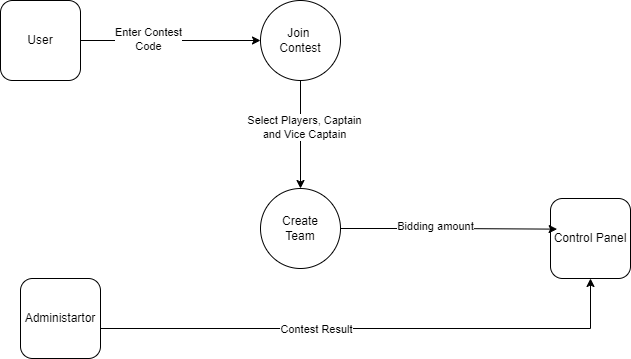 User
Enter Contest
Code
Join
Contest
Select Players, Captain
and Vice Captain
Create
Team
Bidding amount
Control Panel
Administartor
Contest Result